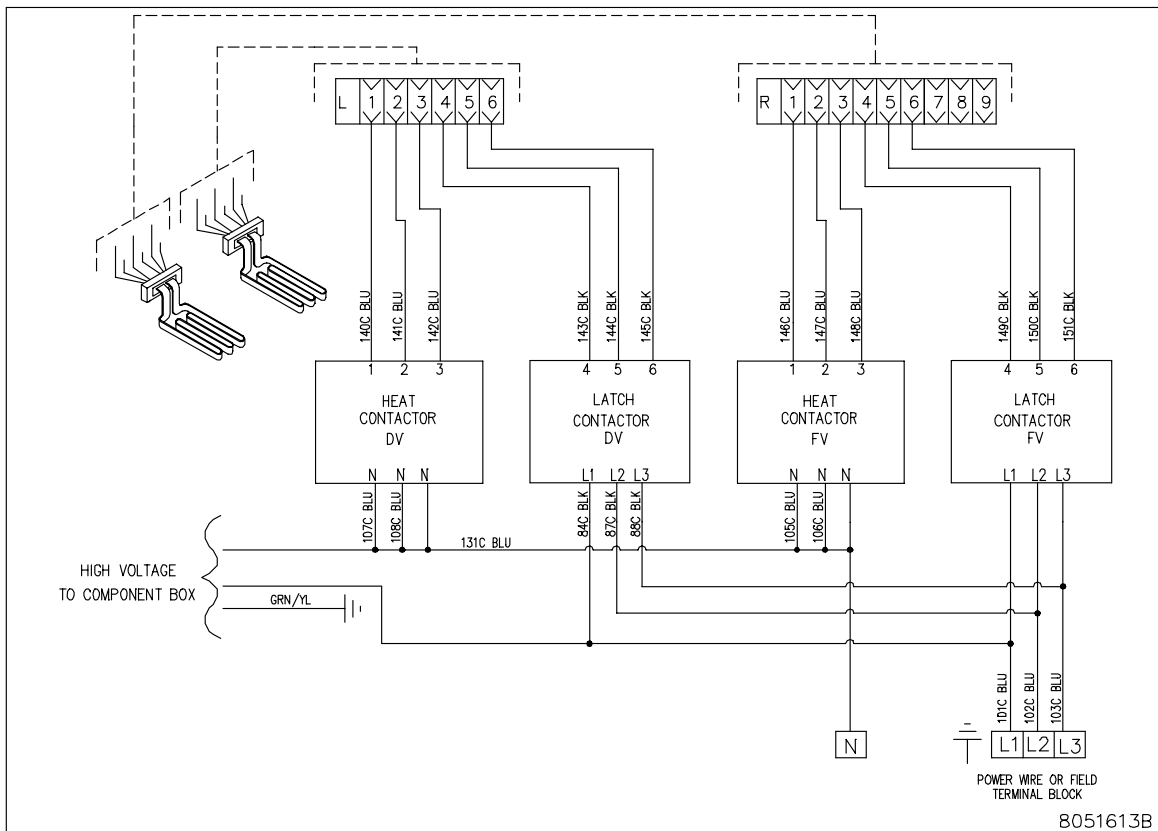 L 1 2 3 4 5 6
R 1 2 3 4 5 6 7 8 9
140C BLU
141C BLU
142C BLU
143C BLK
144C BLK
145C BLK
146C BLU
147C BLU
148C BLU
149C BLK
150C BLK
151C BLK
1 2 3
HEAT
CONTACTOR
DV
N N N
4 5 6
LATCH
CONTACTOR
DV
L1 L2 L3
1 2 3
HEAT
CONTACTOR
FV
N N N
4 5 6
LATCH
CONTACTOR
FV
L1 L2 L3
107C BLU
108C BLU
131C BLU
84C BLK
87C BLK
88C BLK
105C BLU
106C BLU
HIGH VOLTAGE
TO COMPONENT BOX
GRN/YL
101C BLU
102C BLU
103C BLU
N
L1 L2 L3
POWER WIRE OR FIELD
TERMINAL BLOCK
8051613B